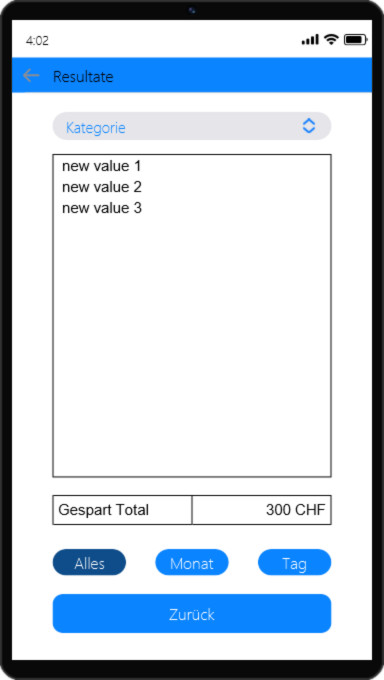 4:02
Resultate
Kategorie
new value 1
new value 2
new value 3
Gespart Total 300 CHF
Alles Monat Tag
Zurück